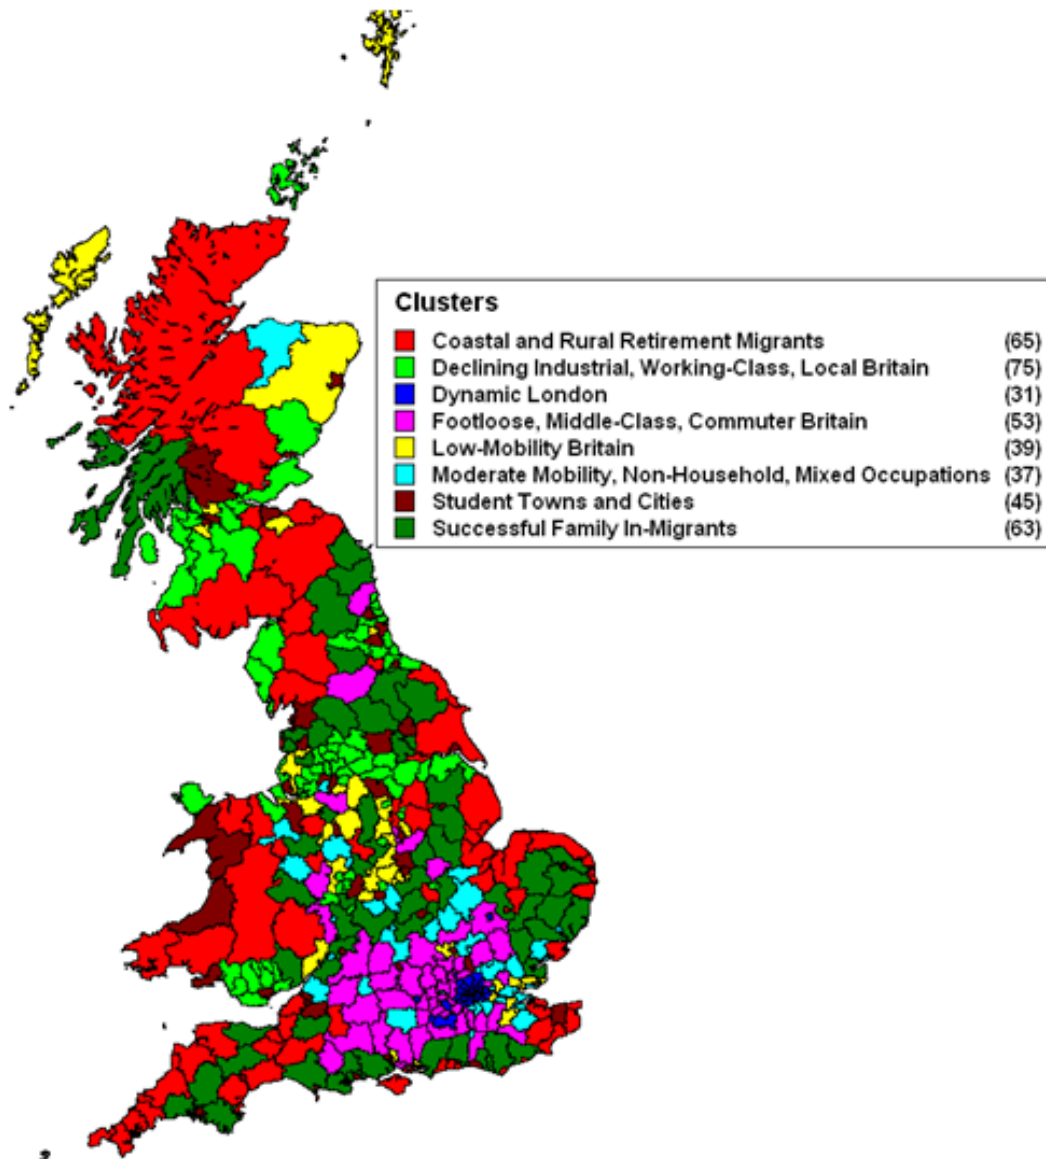 Clusters
Coastal and Rural Retirement Migrants (65)
Declining Industrial, Working-Class, Local Britain (75)
Dynamic London (31)
Footloose, Middle-Class, Commuter Britain (53)
Low-Mobility Britain (39)
Moderate Mobility, Non-Household, Mixed Occupations (37)
Student Towns and Cities (45)
Successful Family In-Migrants (63)